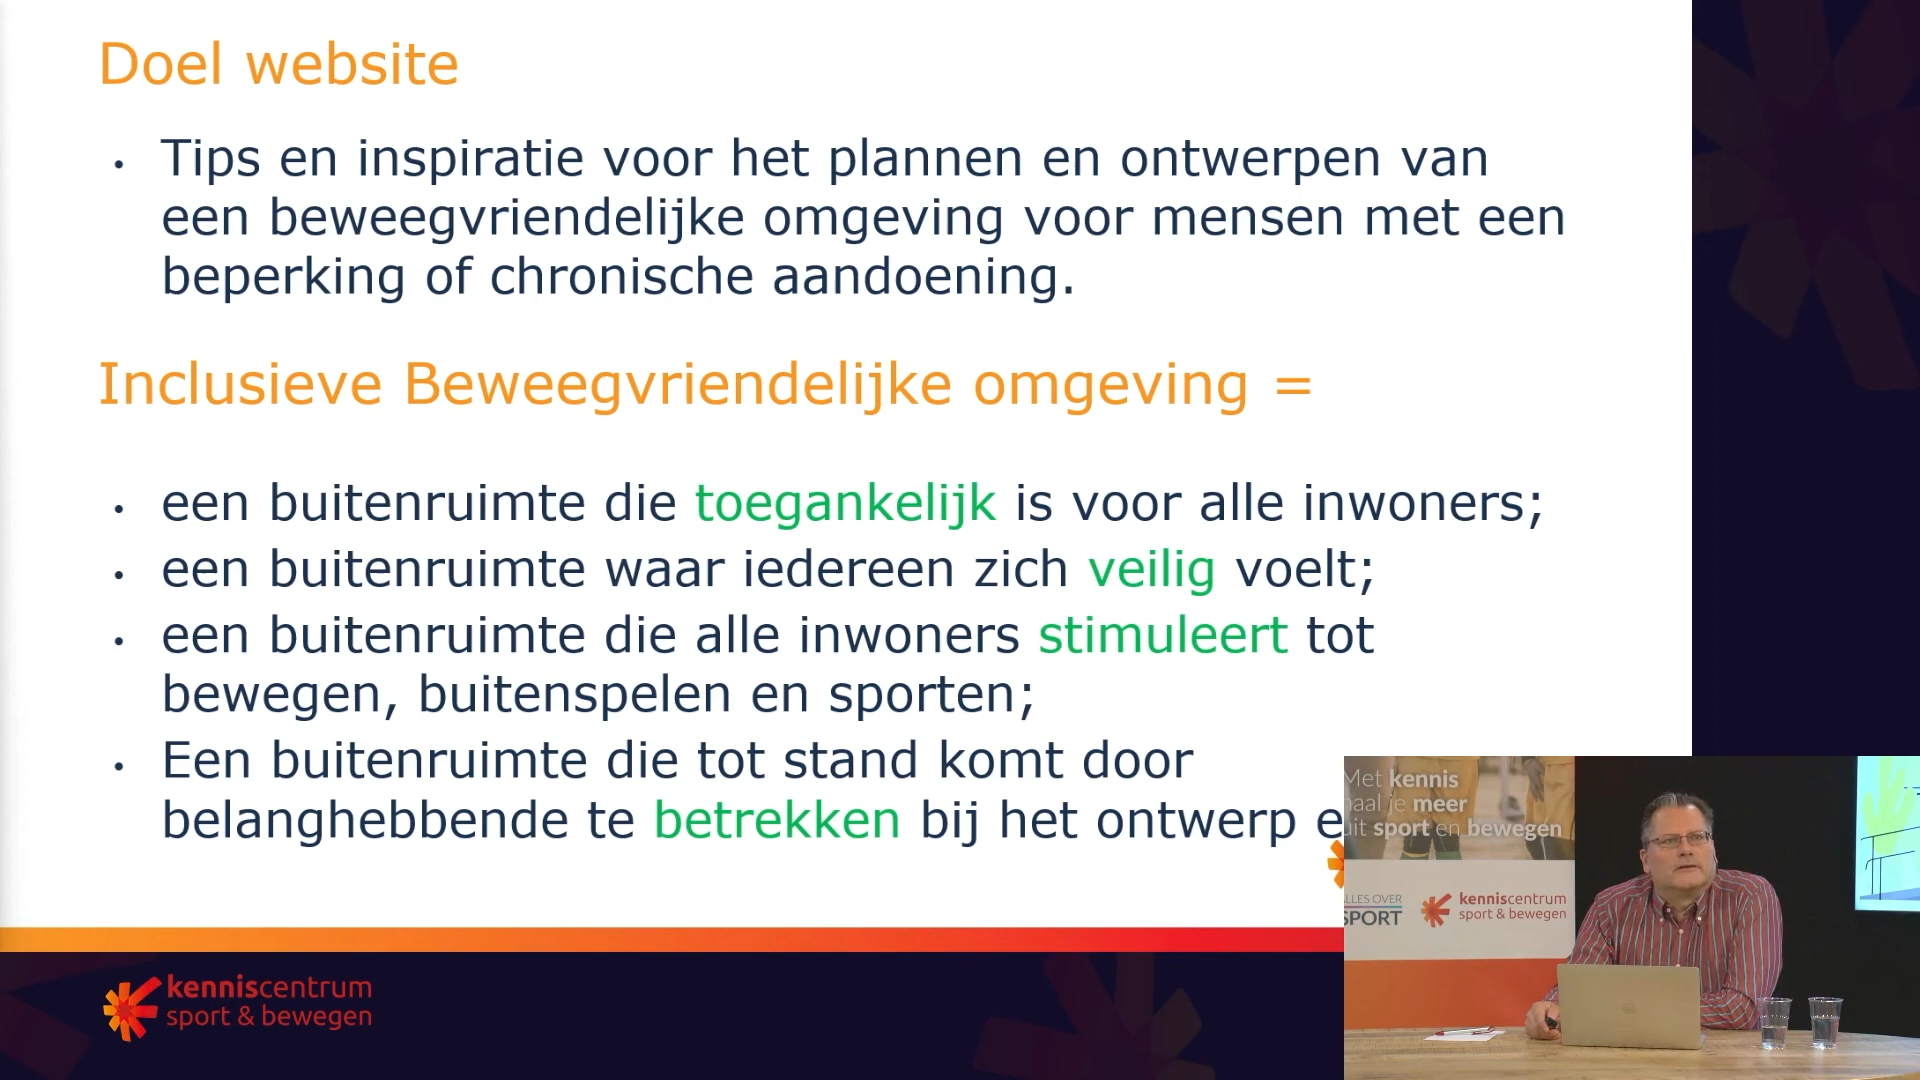 Doel website
• Tips en inspiratie voor het plannen en ontwerpen van
een beweegvriendelijke omgeving voor mensen met een
beperking of chronische aandoening.
Inclusieve Beweegvriendelijke omgeving =
• een buitenruimte die toegankelijk is voor alle inwoners;
• een buitenruimte waar iedereen zich veilig voelt;
• een buitenruimte die alle inwoners stimuleert tot
bewegen, buitenspelen en sporten;
• Een buitenruimte die tot stand komt door
belanghebbende te betrekken bij het ontwerp e
Met kennis
haal je meer
uit sport en bewegen
ALLES OVER
SPORT
kenniscentrum
sport & bewegen
kenniscentrum
sport & bewegen